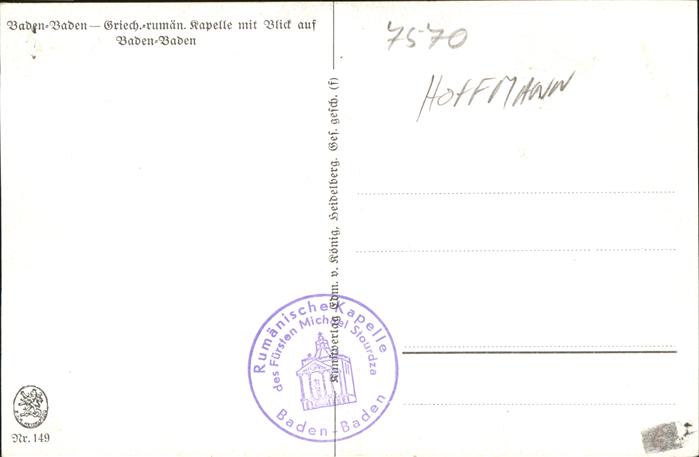 Baden-Baden — Griech.-rumän. Kapelle mit Blick auf
Baden-Baden
7570
HOFFMANN
Kunstverlag Edm. v. König, Heidelberg. Ges. gesch. (f)
Rumänische Kapelle
des Fürsten Michael Stourdza
Baden-Baden
Nr. 149